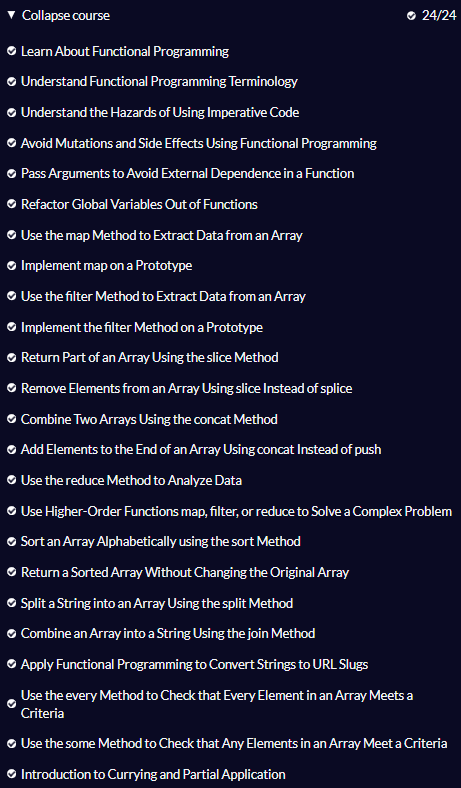 Collapse course 24/24
Learn About Functional Programming
Understand Functional Programming Terminology
Understand the Hazards of Using Imperative Code
Avoid Mutations and Side Effects Using Functional Programming
Pass Arguments to Avoid External Dependence in a Function
Refactor Global Variables Out of Functions
Use the map Method to Extract Data from an Array
Implement map on a Prototype
Use the filter Method to Extract Data from an Array
Implement the filter Method on a Prototype
Return Part of an Array Using the slice Method
Remove Elements from an Array Using slice Instead of splice
Combine Two Arrays Using the concat Method
Add Elements to the End of an Array Using concat Instead of push
Use the reduce Method to Analyze Data
Use Higher-Order Functions map, filter, or reduce to Solve a Complex Problem
Sort an Array Alphabetically using the sort Method
Return a Sorted Array Without Changing the Original Array
Split a String into an Array Using the split Method
Combine an Array into a String Using the join Method
Apply Functional Programming to Convert Strings to URL Slugs
Use the every Method to Check that Every Element in an Array Meets a
Criteria
Use the some Method to Check that Any Elements in an Array Meet a Criteria
Introduction to Currying and Partial Application